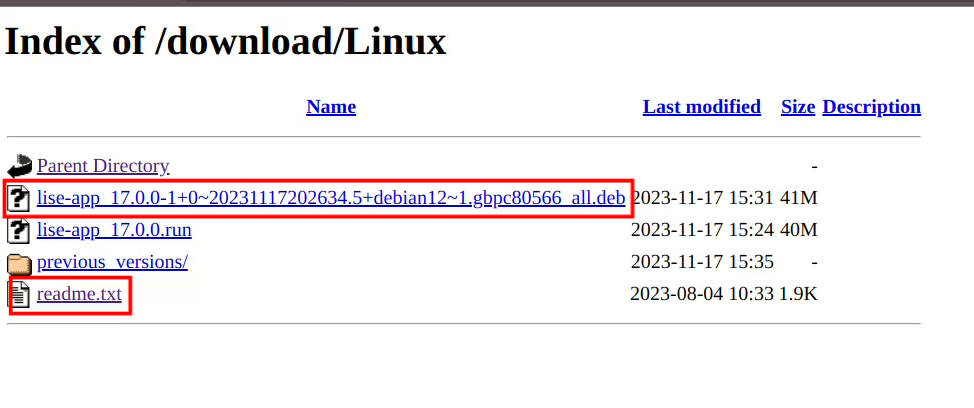 Index of /download/Linux
Name Last modified Size Description
Parent Directory -
lise-app_17.0.0-1+0~20231117202634.5+debian12~1.gbpc80566_all.deb 2023-11-17 15:31 41M
lise-app_17.0.0.run 2023-11-17 15:24 40M
previous_versions/ 2023-11-17 15:35 -
readme.txt 2023-08-04 10:33 1.9K